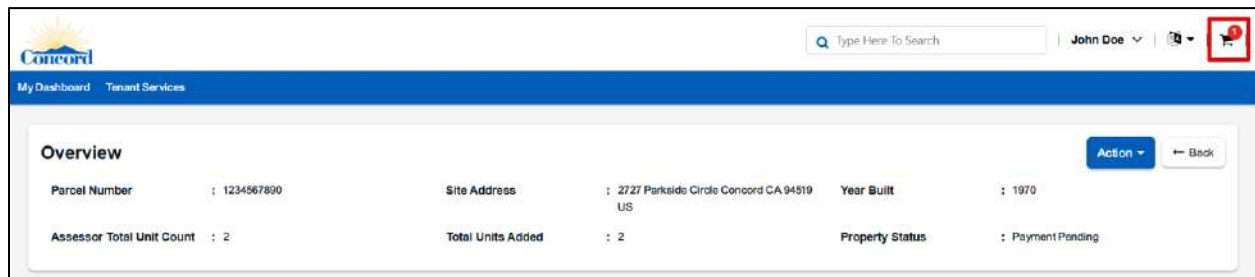 Concord
Type Here To Search
John Doe
1
My Dashboard Tenant Services
Overview
Action
← Back
Parcel Number : 1234567890
Site Address : 2727 Parkside Circle Concord CA 94519
US
Year Built : 1970
Assessor Total Unit Count : 2
Total Units Added : 2
Property Status : Payment Pending